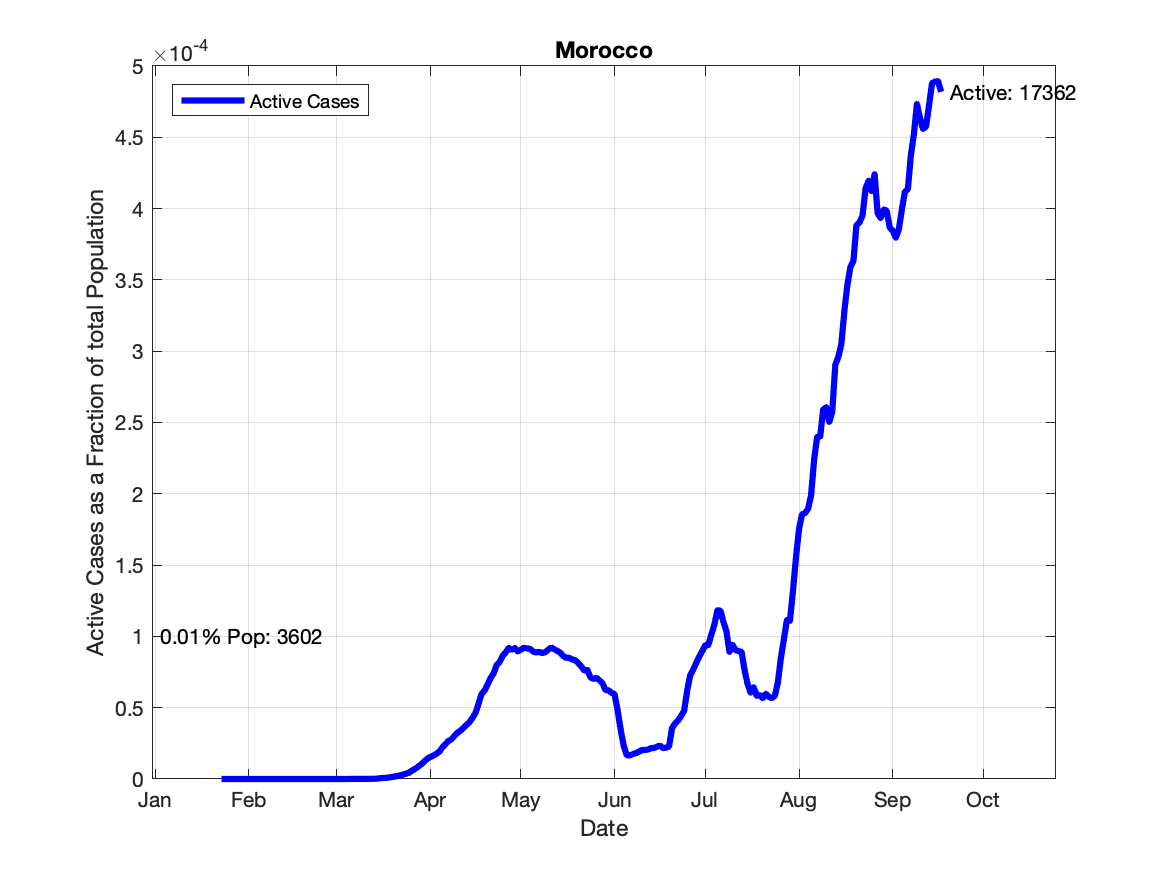 Morocco
×10-4
Active Cases
Active: 17362
0.01% Pop: 3602
5
4.5
4
3.5
3
2.5
2
1.5
1
0.5
0
Active Cases as a Fraction of total Population
Jan Feb Mar Apr May Jun Jul Aug Sep Oct
Date